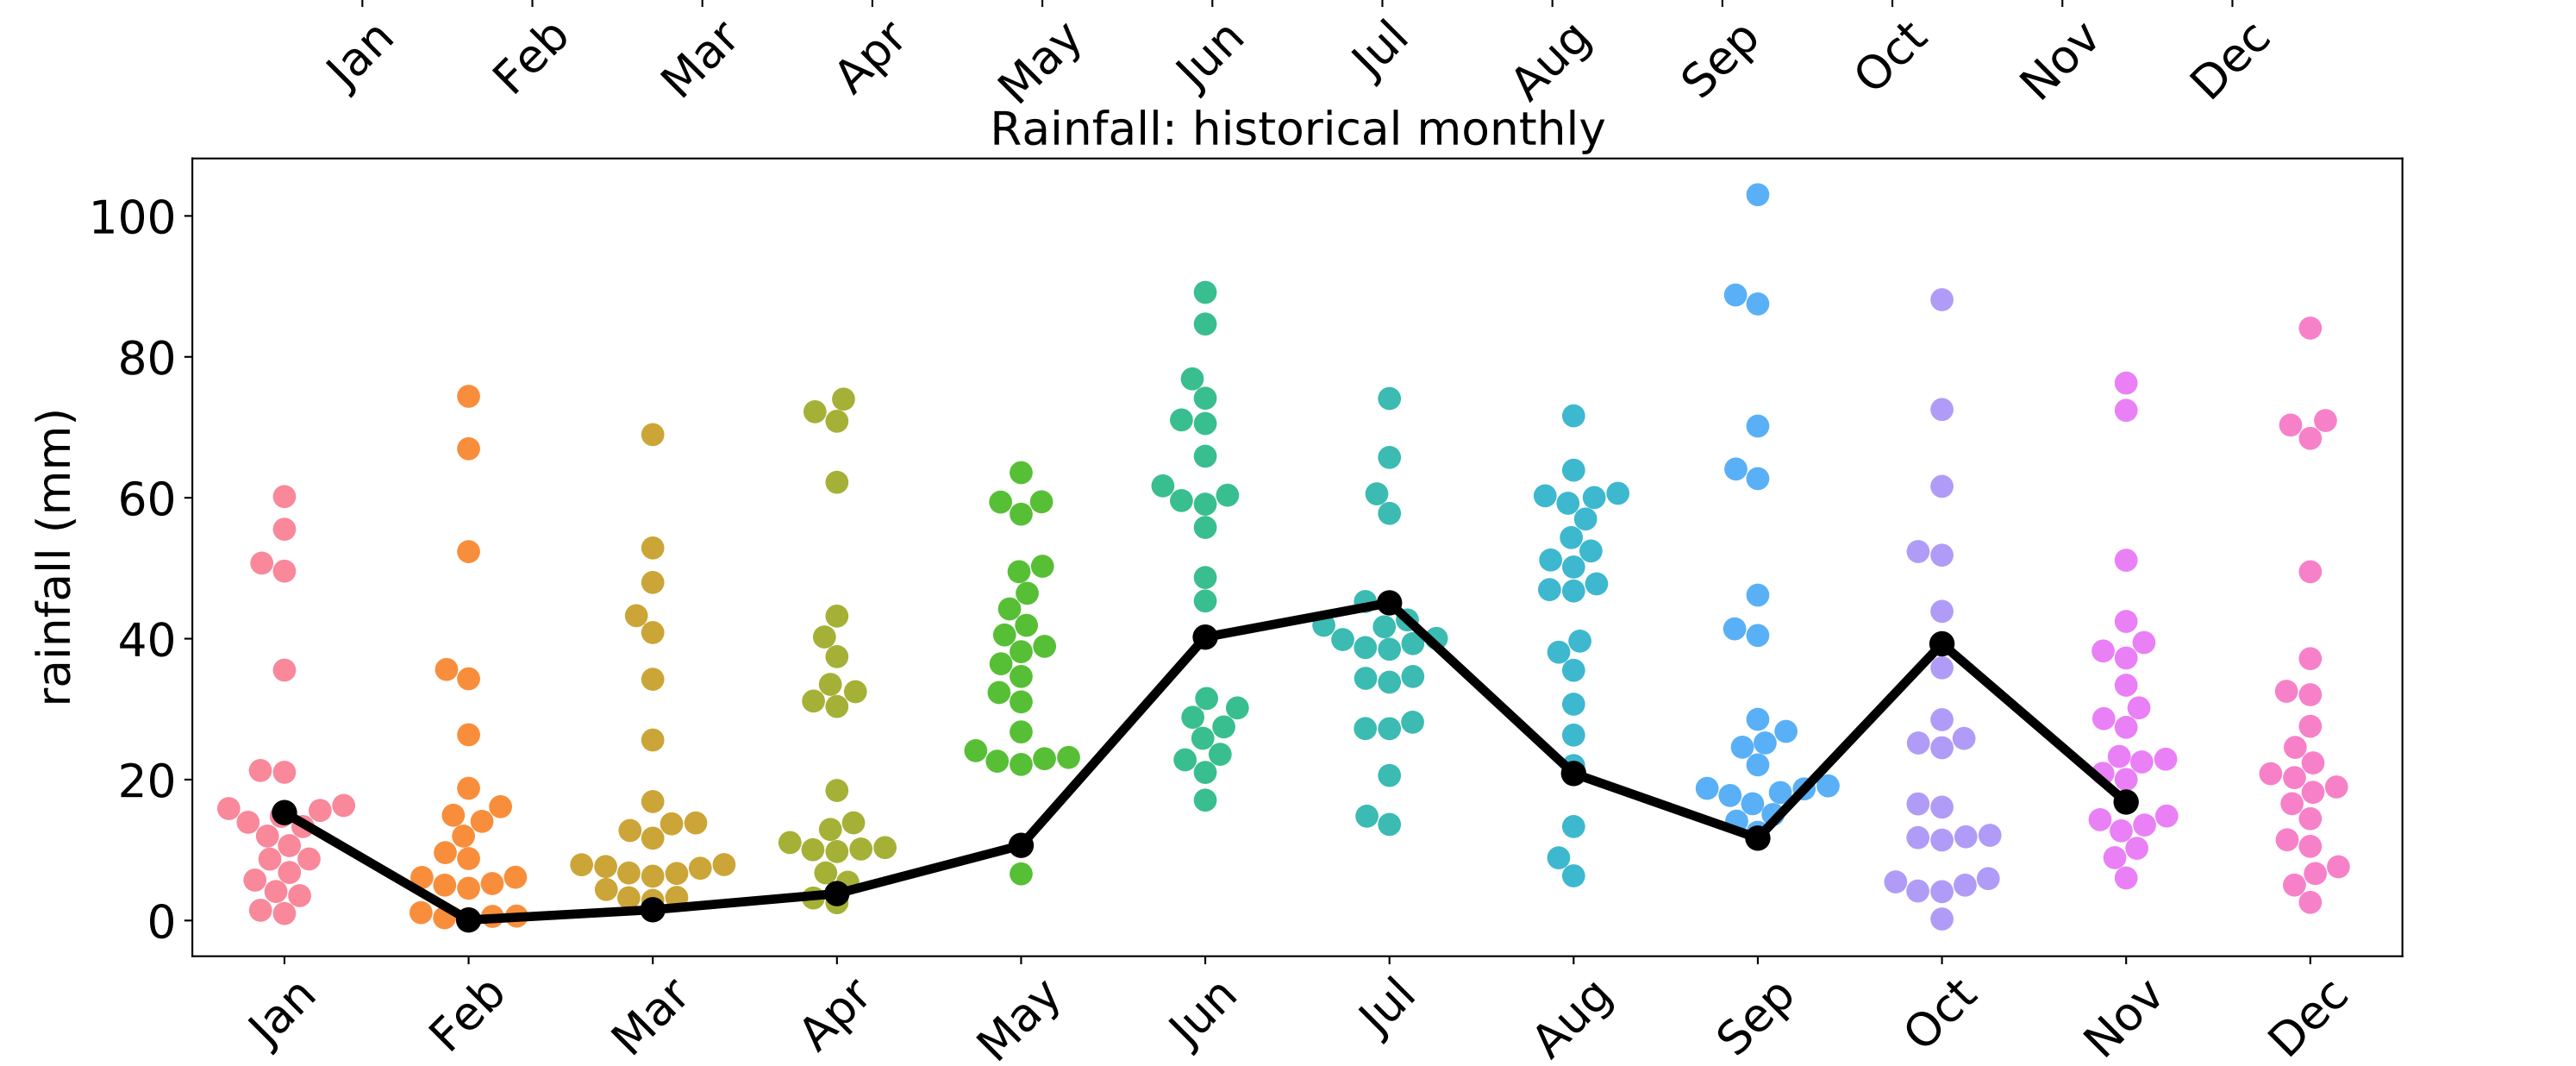 Jan Feb Mar Apr May Jun Jul Aug Sep Oct Nov Dec
Rainfall: historical monthly
100
80
60
40
20
0
rainfall (mm)
Jan Feb Mar Apr May Jun Jul Aug Sep Oct Nov Dec